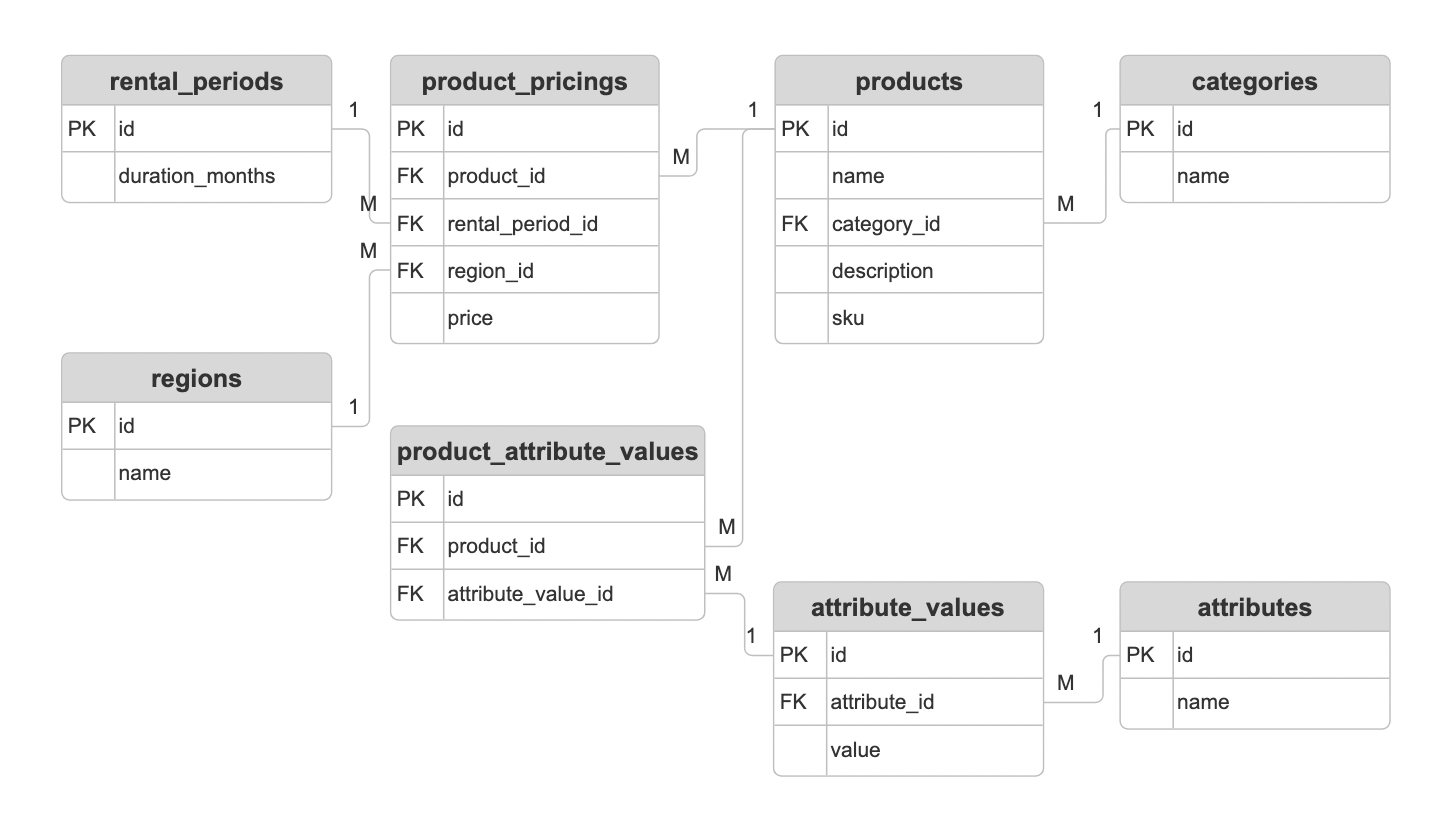 rental_periods
PK id
duration_months
1
M
product_pricings
PK id
FK product_id
FK rental_period_id
FK region_id
price
M
1
products
PK id
name
FK category_id
description
sku
M
1
categories
PK id
name
regions
PK id
name
1
M
product_attribute_values
PK id
FK product_id
FK attribute_value_id
M
M
1
attribute_values
PK id
FK attribute_id
value
M
1
attributes
PK id
name